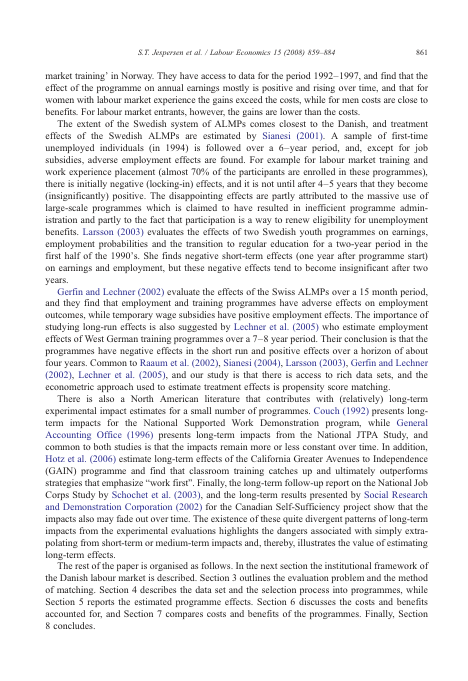 S.T. Jespersen et al. / Labour Economics 15 (2008) 859–884
861
market training' in Norway. They have access to data for the period 1992–1997, and find that the
effect of the programme on annual earnings mostly is positive and rising over time, and that for
women with labour market experience the gains exceed the costs, while for men costs are close to
benefits. For labour market entrants, however, the gains are lower than the costs.
The extent of the Swedish system of ALMPs comes closest to the Danish, and treatment
effects of the Swedish ALMPs are estimated by Sianesi (2001). A sample of first-time
unemployed individuals (in 1994) is followed over a 6–year period, and, except for job
subsidies, adverse employment effects are found. For example for labour market training and
work experience placement (almost 70% of the participants are enrolled in these programmes),
there is initially negative (locking-in) effects, and it is not until after 4–5 years that they become
(insignificantly) positive. The disappointing effects are partly attributed to the massive use of
large-scale programmes which is claimed to have resulted in inefficient programme admin-
istration and partly to the fact that participation is a way to renew eligibility for unemployment
benefits. Larsson (2003) evaluates the effects of two Swedish youth programmes on earnings,
employment probabilities and the transition to regular education for a two-year period in the
first half of the 1990's. She finds negative short-term effects (one year after programme start)
on earnings and employment, but these negative effects tend to become insignificant after two
years.
Gerfin and Lechner (2002) evaluate the effects of the Swiss ALMPs over a 15 month period,
and they find that employment and training programmes have adverse effects on employment
outcomes, while temporary wage subsidies have positive employment effects. The importance of
studying long-run effects is also suggested by Lechner et al. (2005) who estimate employment
effects of West German training programmes over a 7–8 year period. Their conclusion is that the
programmes have negative effects in the short run and positive effects over a horizon of about
four years. Common to Raaum et al. (2002), Sianesi (2004), Larsson (2003), Gerfin and Lechner
(2002), Lechner et al. (2005), and our study is that there is access to rich data sets, and the
econometric approach used to estimate treatment effects is propensity score matching.
There is also a North American literature that contributes with (relatively) long-term
experimental impact estimates for a small number of programmes. Couch (1992) presents long-
term impacts for the National Supported Work Demonstration program, while General
Accounting Office (1996) presents long-term impacts from the National JTPA Study, and
common to both studies is that the impacts remain more or less constant over time. In addition,
Hotz et al. (2006) estimate long-term effects of the California Greater Avenues to Independence
(GAIN) programme and find that classroom training catches up and ultimately outperforms
strategies that emphasize "work first". Finally, the long-term follow-up report on the National Job
Corps Study by Schochet et al. (2003), and the long-term results presented by Social Research
and Demonstration Corporation (2002) for the Canadian Self-Sufficiency project show that the
impacts also may fade out over time. The existence of these quite divergent patterns of long-term
impacts from the experimental evaluations highlights the dangers associated with simply extra-
polating from short-term or medium-term impacts and, thereby, illustrates the value of estimating
long-term effects.
The rest of the paper is organised as follows. In the next section the institutional framework of
the Danish labour market is described. Section 3 outlines the evaluation problem and the method
of matching. Section 4 describes the data set and the selection process into programmes, while
Section 5 reports the estimated programme effects. Section 6 discusses the costs and benefits
accounted for, and Section 7 compares costs and benefits of the programmes. Finally, Section
8 concludes.